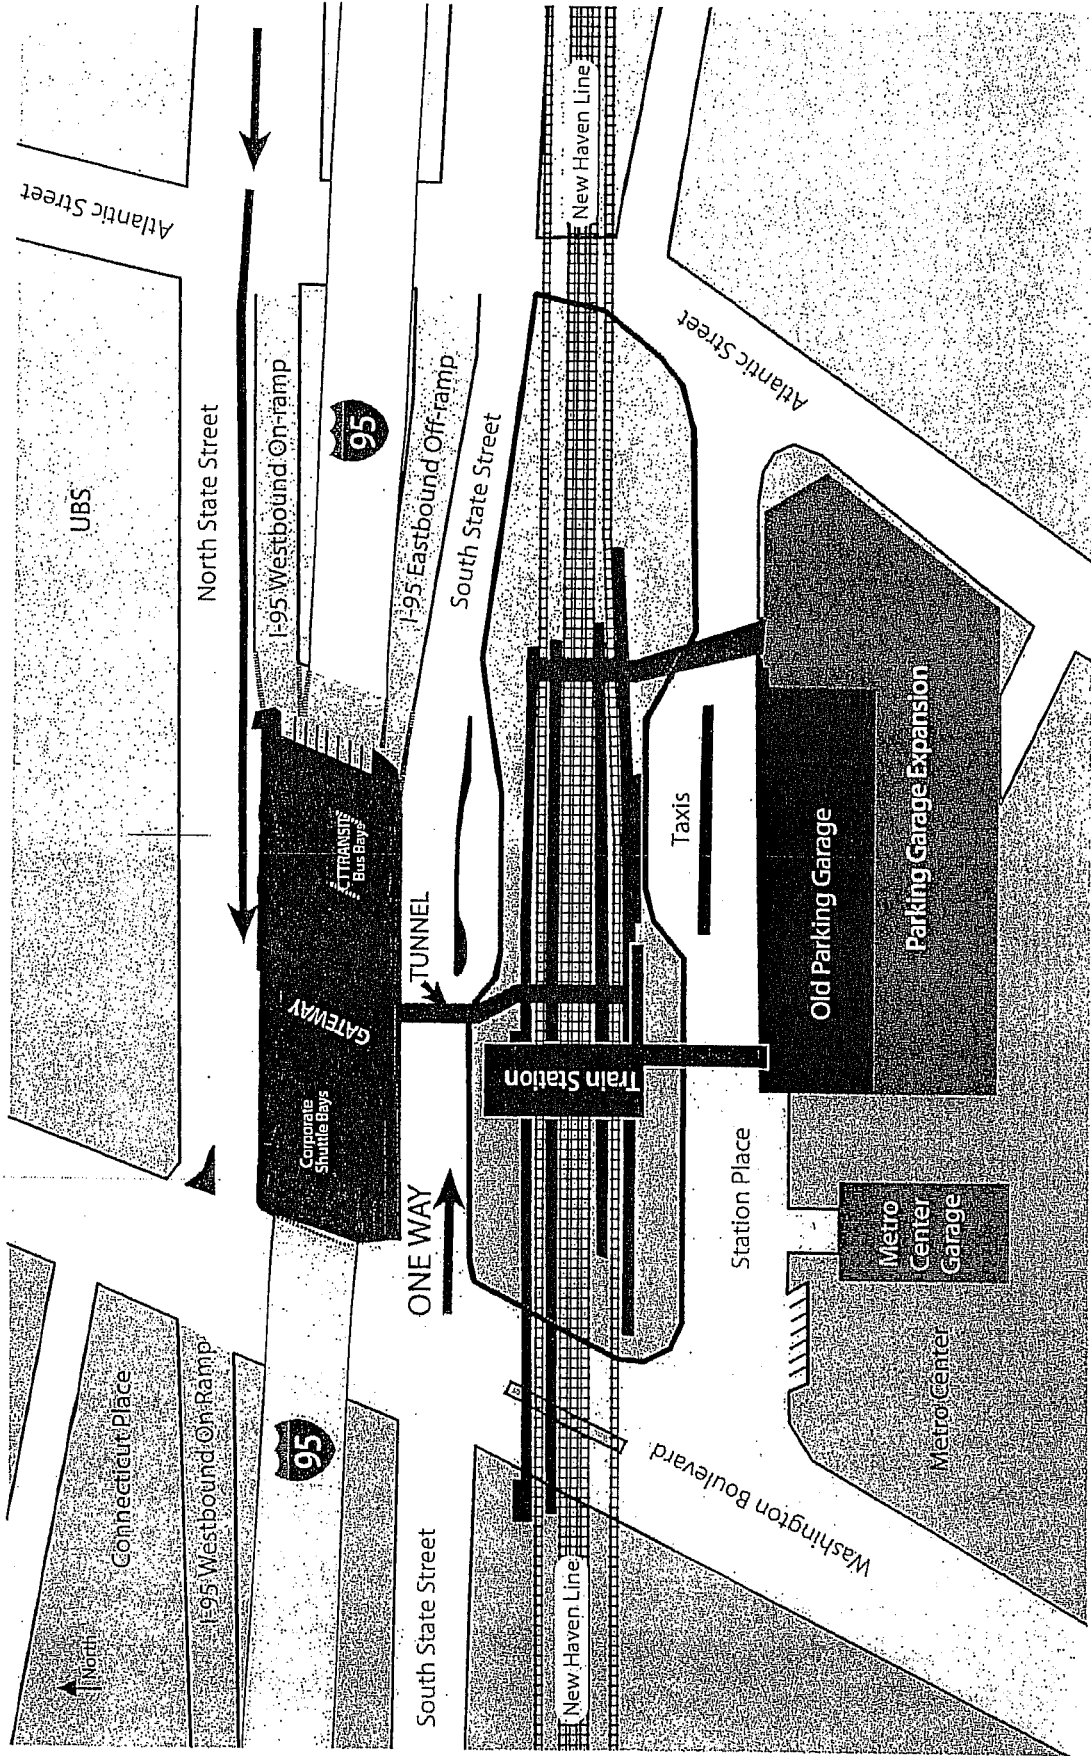 North
Connecticut Place
I-95 Westbound On Ramp
95
South State Street
New Haven Line
Washington Boulevard
Metro Center
Metro
Center
Garage
Station Place
ONE WAY
Corporate
Shuttle Bays
GATEWAY
TUNNEL
Train Station
CTTRANSIT
Bus Bays
Taxis
Old Parking Garage
Parking Garage Expansion
UBS
North State Street
I-95 Westbound On-ramp
95
I-95 Eastbound Off-ramp
South State Street
Atlantic Street
Atlantic Street
New Haven Line